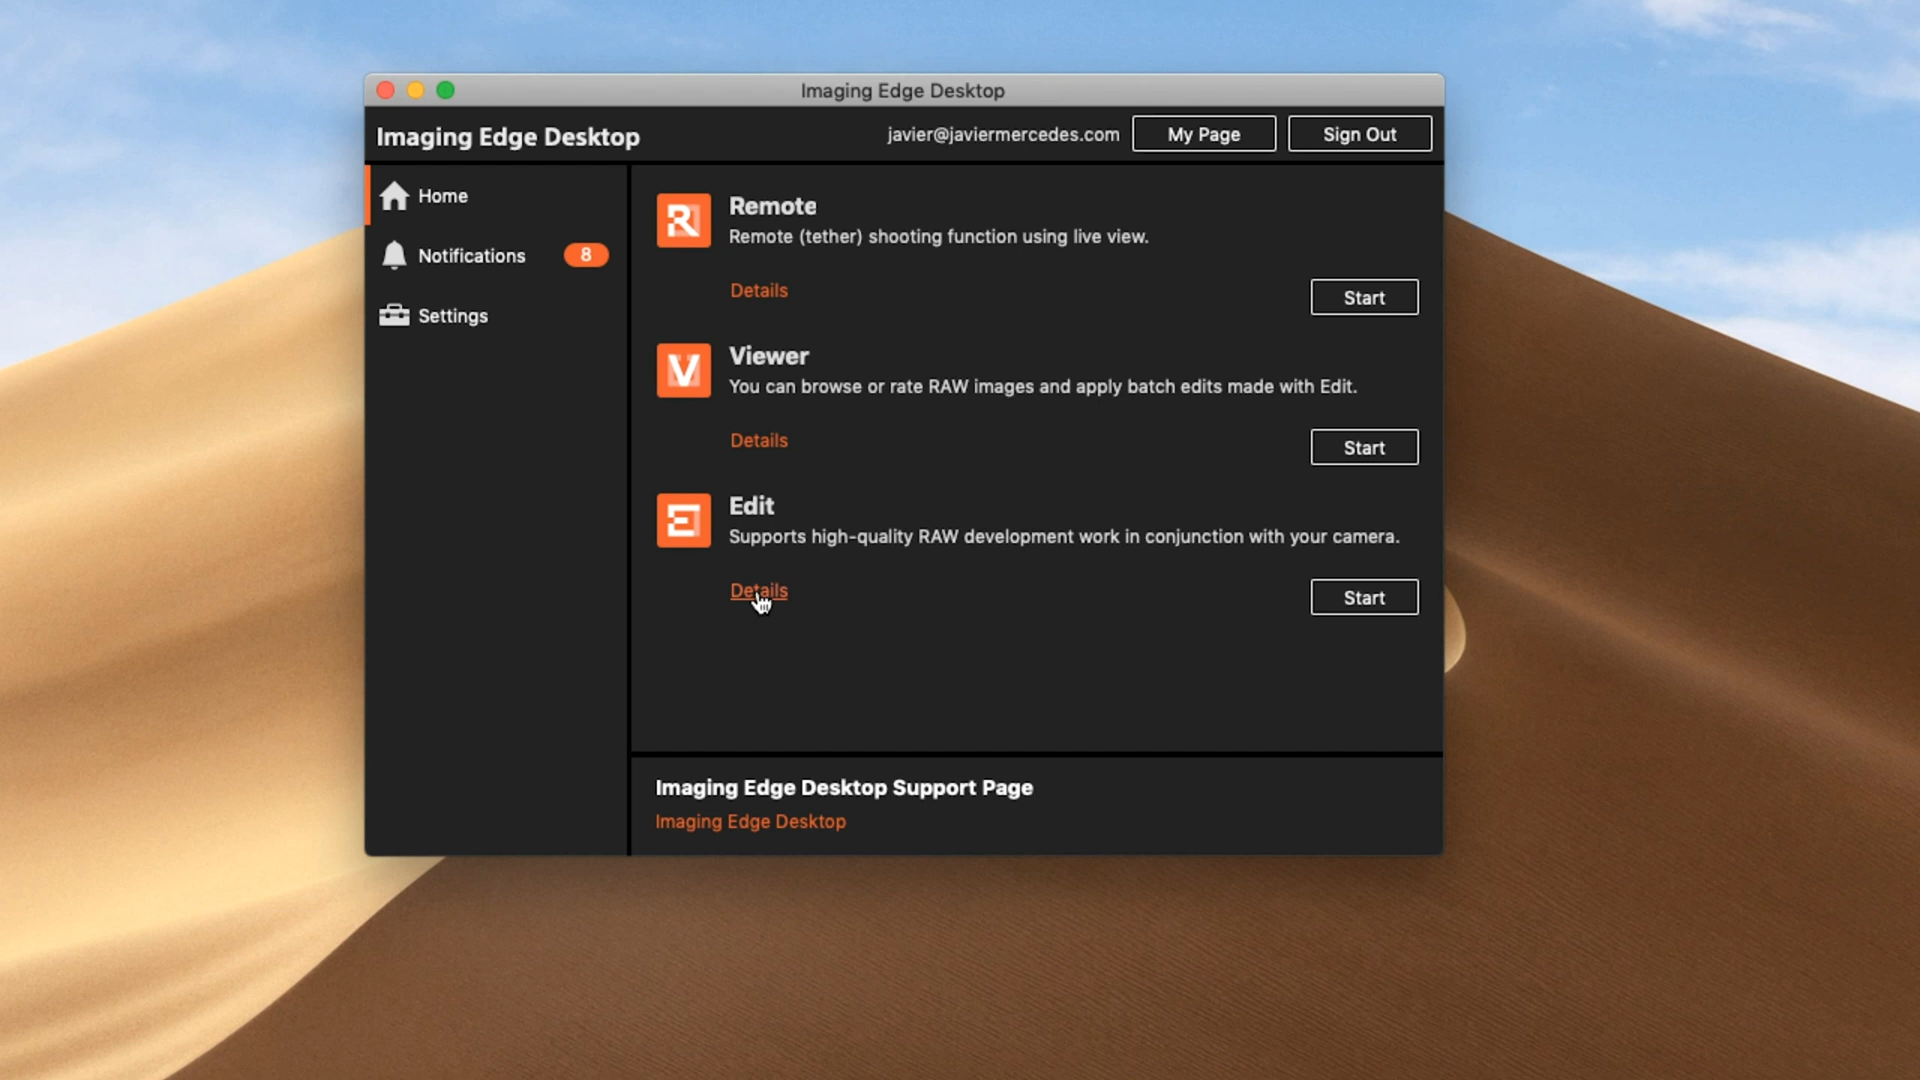 Imaging Edge Desktop
Imaging Edge Desktop
javier@javiermercedes.com
My Page
Sign Out
Home
Notifications
8
Settings
R
Remote
Remote (tether) shooting function using live view.
Details
Start
V
Viewer
You can browse or rate RAW images and apply batch edits made with Edit.
Details
Start
E
Edit
Supports high-quality RAW development work in conjunction with your camera.
Details
Start
Imaging Edge Desktop Support Page
Imaging Edge Desktop